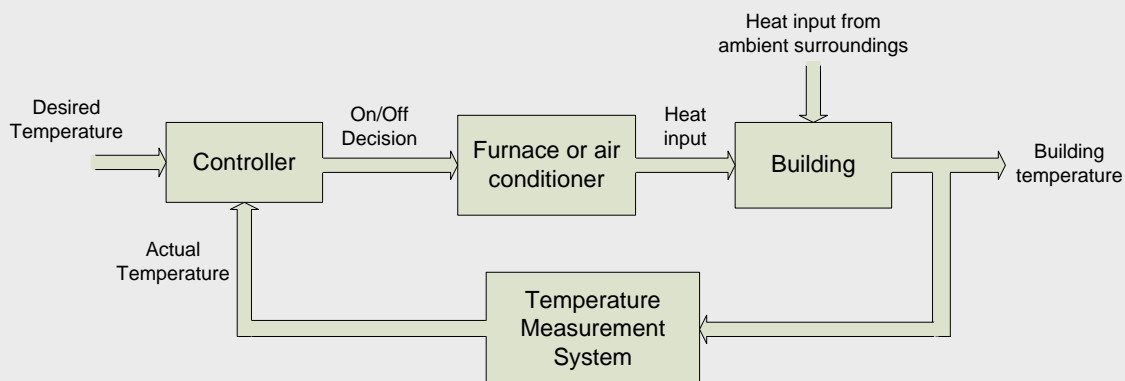 Heat input from
ambient surroundings
Desired
Temperature
On/Off
Decision
Heat
input
Controller
Furnace or air
conditioner
Building
Building
temperature
Actual
Temperature
Temperature
Measurement
System